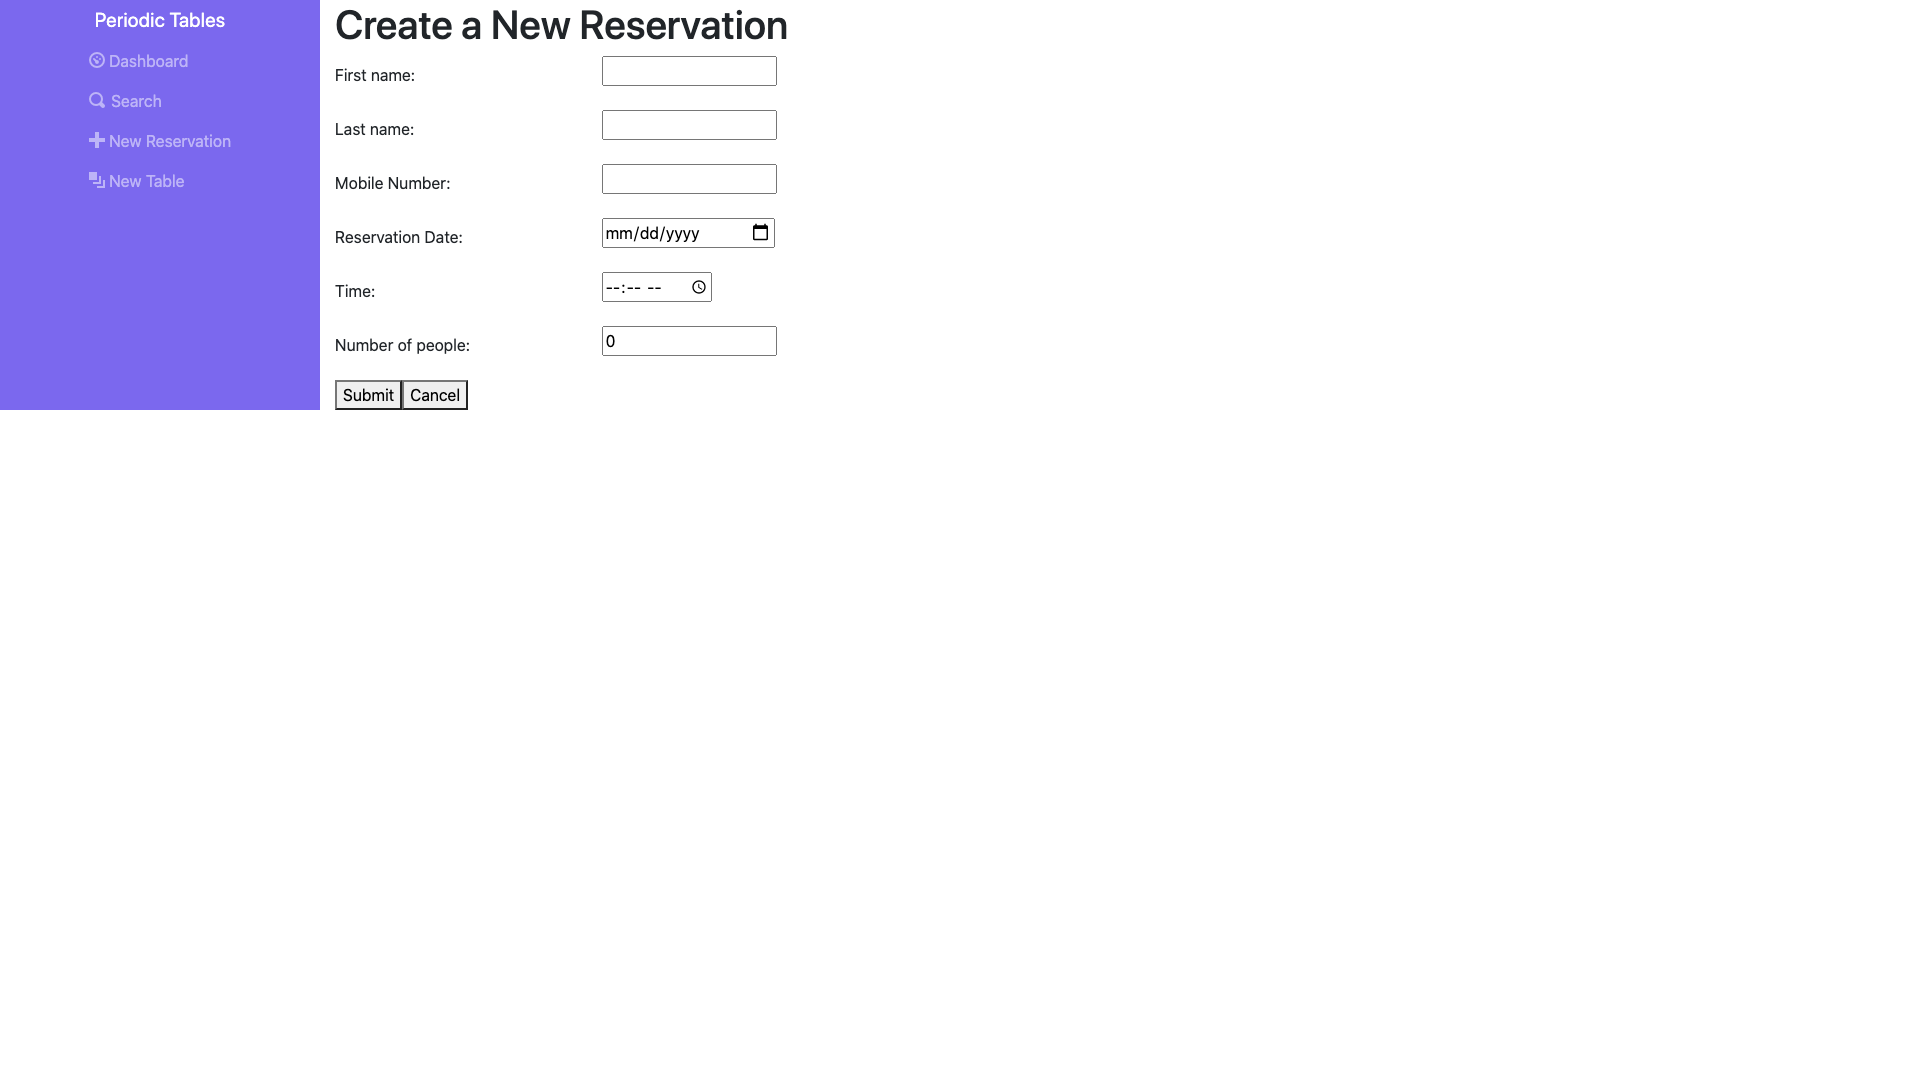 Periodic Tables
Dashboard
Search
New Reservation
New Table
Create a New Reservation
First name:
Last name:
Mobile Number:
Reservation Date: mm/dd/yyyy
Time: --:-- --
Number of people: 0
Submit Cancel